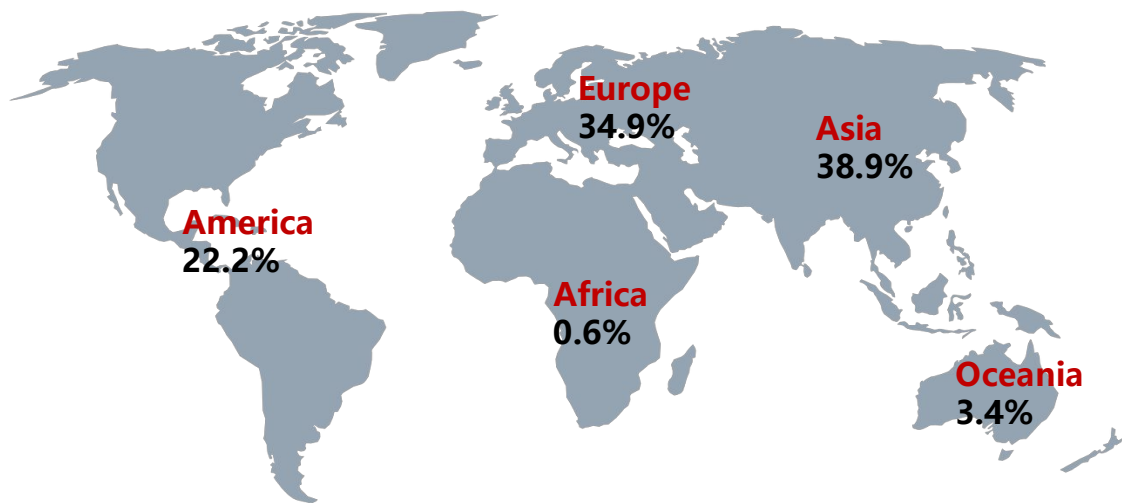 Europe
34.9%
Asia
38.9%
America
22.2%
Africa
0.6%
Oceania
3.4%